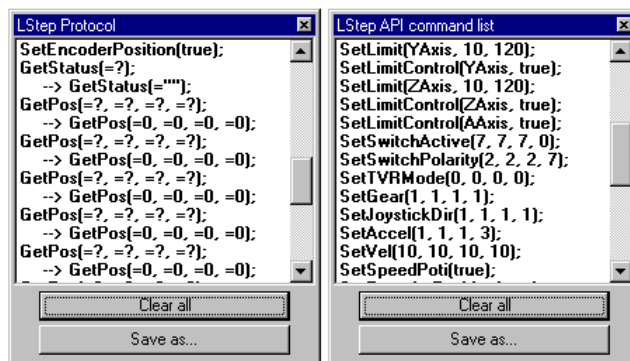 LStep Protocol
SetEncoderPosition(true);
GetStatus(=?);
--> GetStatus(="");
GetPos(=?, =?, =?, =?);
--> GetPos(=0, =0, =0, =0);
GetPos(=?, =?, =?, =?);
--> GetPos(=0, =0, =0, =0);
GetPos(=?, =?, =?, =?);
--> GetPos(=0, =0, =0, =0);
GetPos(=?, =?, =?, =?);
--> GetPos(=0, =0, =0, =0);
GetPos(=?, =?, =?, =?);
--> GetPos(=0, =0, =0, =0);
Clear all
Save as...
LStep API command list
SetLimit(YAxis, 10, 120);
SetLimitControl(YAxis, true);
SetLimit(ZAxis, 10, 120);
SetLimitControl(ZAxis, true);
SetLimitControl(AAxis, true);
SetSwitchActive(7, 7, 7, 0);
SetSwitchPolarity(2, 2, 2, 7);
SetTVRMode(0, 0, 0, 0);
SetGear(1, 1, 1, 1);
SetJoystickDir(1, 1, 1, 1);
SetAccel(1, 1, 1, 3);
SetVel(10, 10, 10, 10);
SetSpeedPoti(true);
Clear all
Save as...